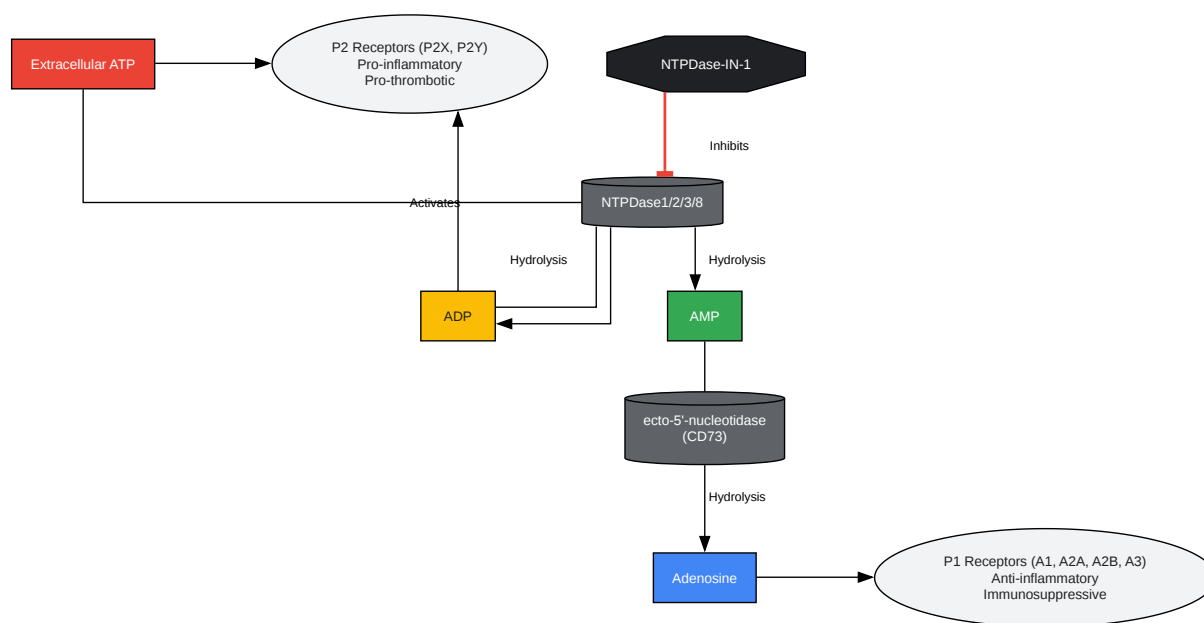 P2 Receptors (P2X, P2Y)
Pro-inflammatory
Pro-thrombotic
Extracellular ATP
NTPDase-IN-1
Inhibits
NTPDase1/2/3/8
Activates
Hydrolysis
Hydrolysis
ADP
AMP
ecto-5'-nucleotidase
(CD73)
Hydrolysis
Adenosine
P1 Receptors (A1, A2A, A2B, A3)
Anti-inflammatory
Immunosuppressive